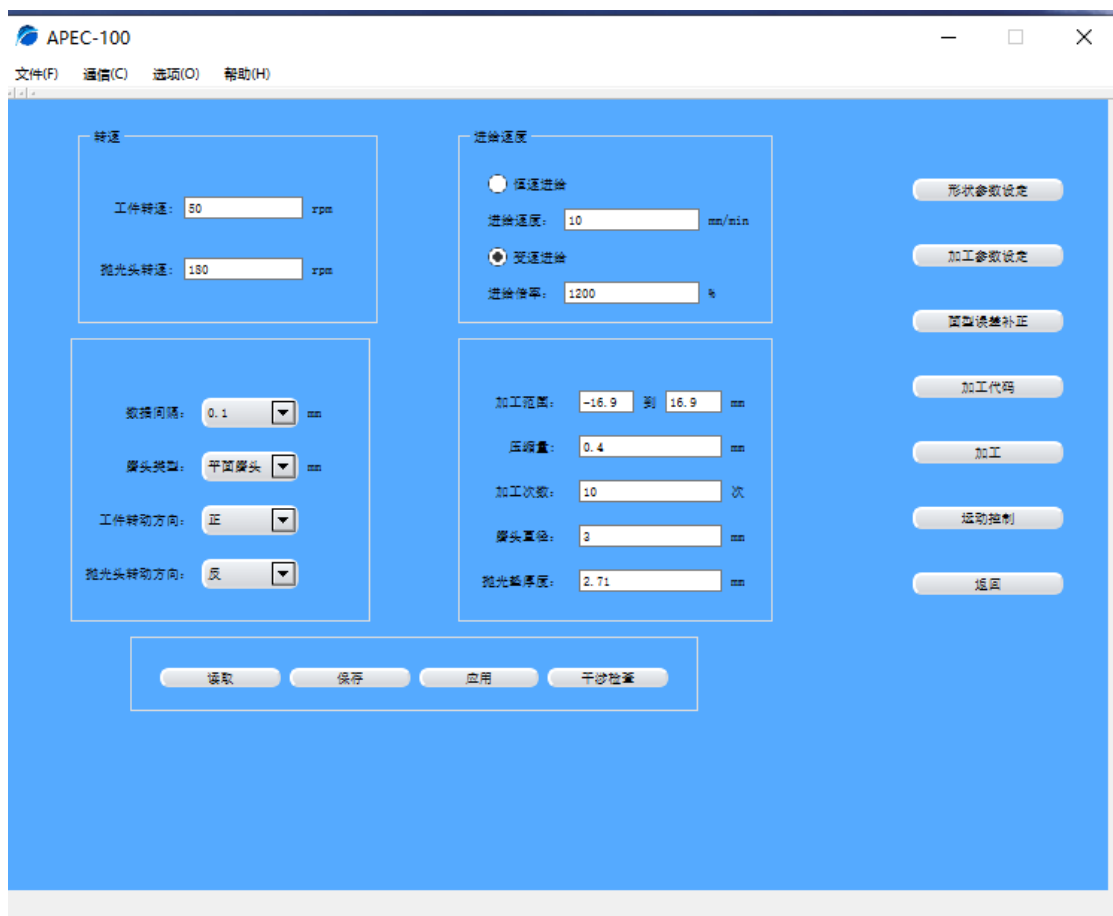 APEC-100
文件(F) 通信(C) 选项(O) 帮助(H)
转速
工件转速: 50 rpm
抛光头转速: 180 rpm
进给速度
恒速进给
进给速度: 10 mm/min
变速进给
进给倍率: 1200 %
数据间隔: 0.1 mm
磨头类型: 平面磨头 mm
工件转动方向: 正
抛光头转动方向: 反
加工范围: -16.9 到 16.9 mm
压缩量: 0.4 mm
加工次数: 10 次
磨头直径: 3 mm
抛光垫厚度: 2.71 mm
读取 保存 应用 干涉检查
形状参数设定
加工参数设定
面型误差补正
加工代码
加工
运动控制
返回